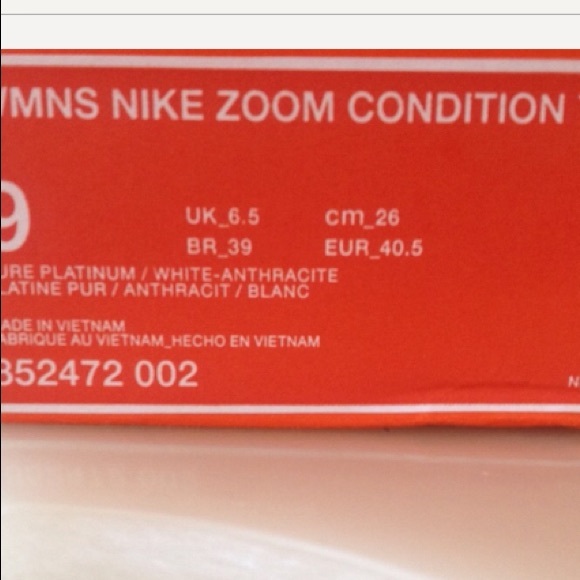 WMNS NIKE ZOOM CONDITION
9
UK_6.5 cm_26
BR_39 EUR_40.5
URE PLATINUM / WHITE-ANTHRACITE
LATINE PUR / ANTHRACIT / BLANC
ADE IN VIETNAM
ABRIQUE AU VIETNAM_HECHO EN VIETNAM
852472 002
N